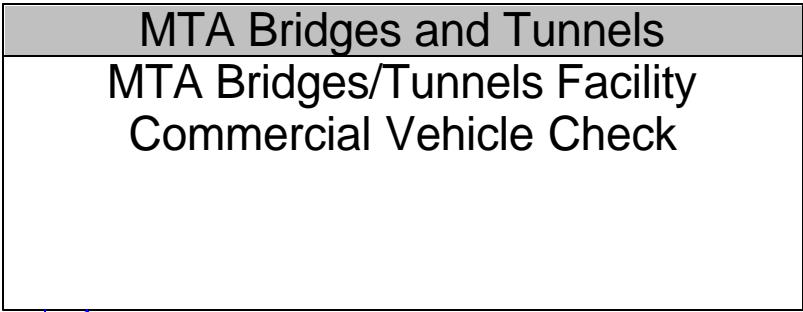 MTA Bridges and Tunnels
MTA Bridges/Tunnels Facility
Commercial Vehicle Check